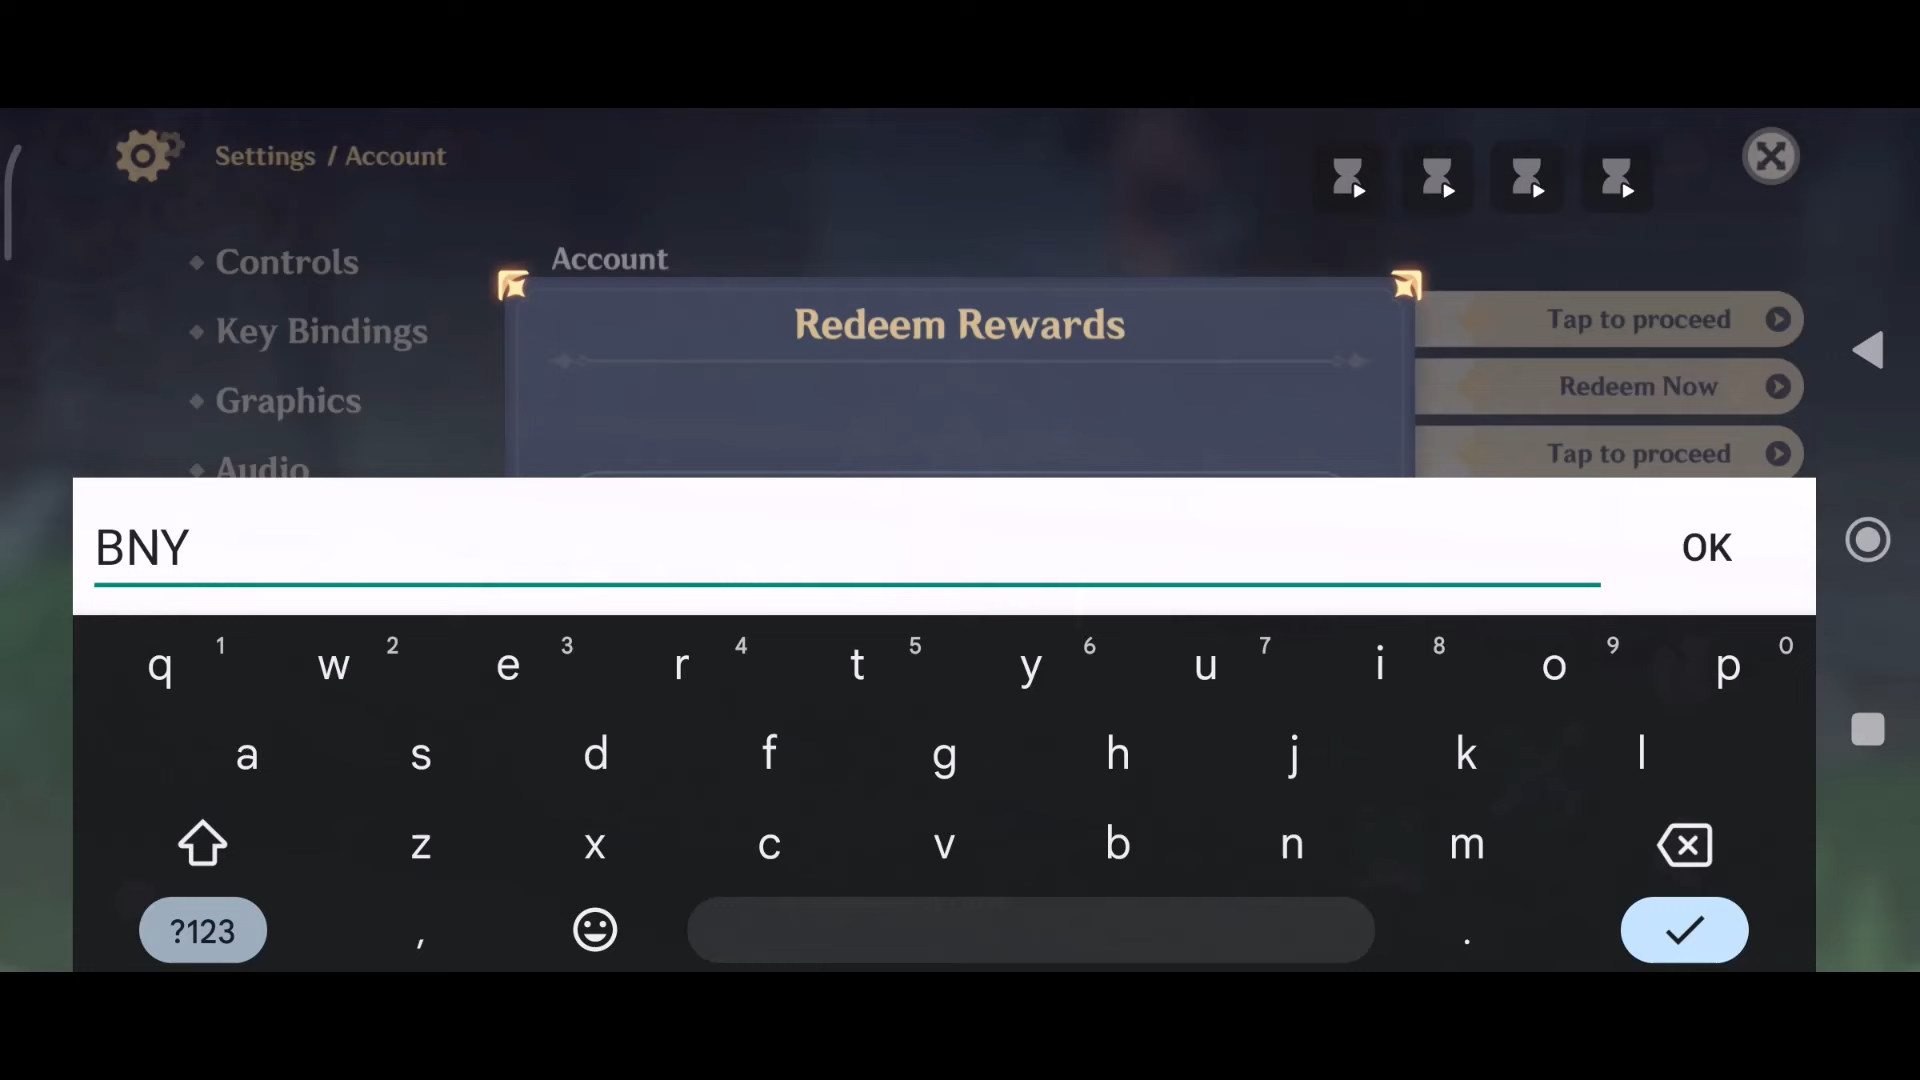 Settings / Account
Controls
Key Bindings
Graphics
Audio
Account
Redeem Rewards
Tap to proceed
Redeem Now
Tap to proceed
BNY
OK
q 1 w 2 e 3 r 4 t 5 y 6 u 7 i 8 o 9 p 0
a s d f g h j k l
z x c v b n m
?123 , .